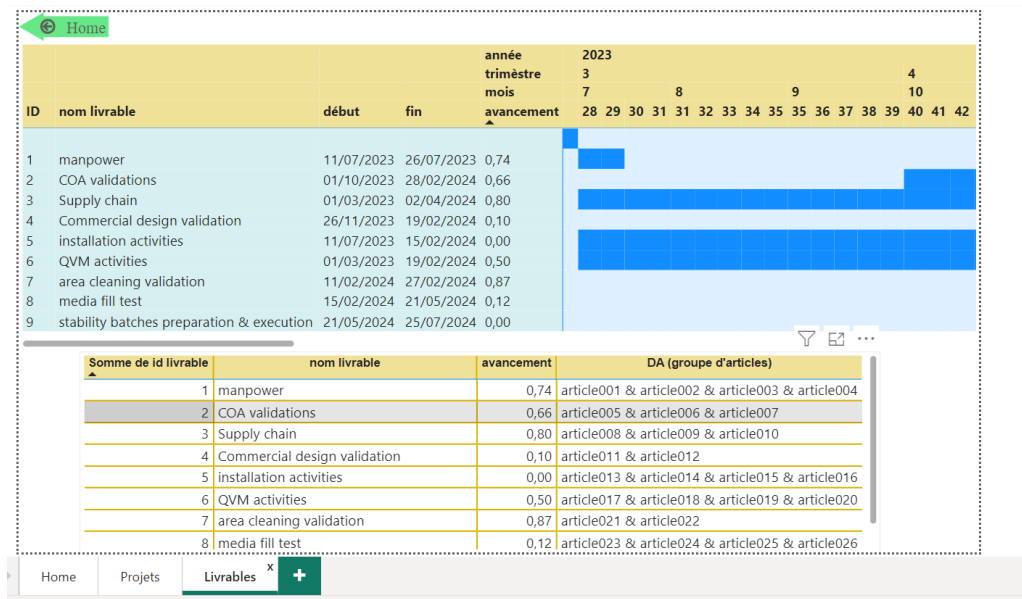 Home
année 2023
trimèstre 3 4
mois 7 8 9 10
ID nom livrable début fin avancement 28 29 30 31 31 32 33 34 35 35 36 37 38 39 40 41 42
1 manpower 11/07/2023 26/07/2023 0,74
2 COA validations 01/10/2023 28/02/2024 0,66
3 Supply chain 01/03/2023 02/04/2024 0,80
4 Commercial design validation 26/11/2023 19/02/2024 0,10
5 installation activities 11/07/2023 15/02/2024 0,00
6 QVM activities 01/03/2023 19/02/2024 0,50
7 area cleaning validation 11/02/2024 27/02/2024 0,87
8 media fill test 15/02/2024 21/05/2024 0,12
9 stability batches preparation & execution 21/05/2024 25/07/2024 0,00
Somme de id livrable nom livrable avancement DA (groupe d'articles)
1 manpower 0,74 article001 & article002 & article003 & article004
2 COA validations 0,66 article005 & article006 & article007
3 Supply chain 0,80 article008 & article009 & article010
4 Commercial design validation 0,10 article011 & article012
5 installation activities 0,00 article013 & article014 & article015 & article016
6 QVM activities 0,50 article017 & article018 & article019 & article020
7 area cleaning validation 0,87 article021 & article022
8 media fill test 0,12 article023 & article024 & article025 & article026
Home Projets Livrables x +